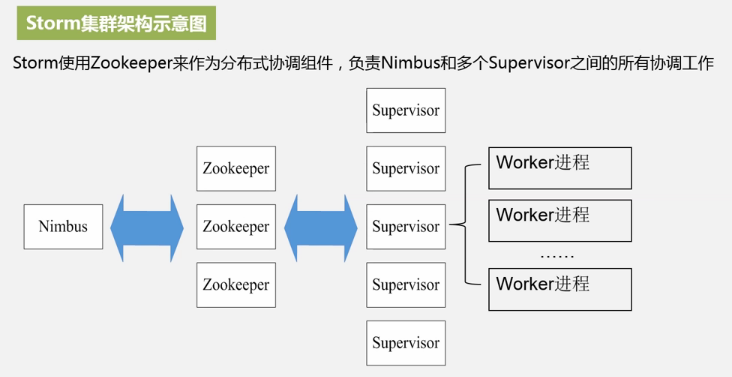 Storm集群架构示意图
Storm使用Zookeeper来作为分布式协调组件，负责Nimbus和多个Supervisor之间的所有协调工作
Nimbus
Zookeeper
Zookeeper
Zookeeper
Supervisor
Supervisor
Supervisor
Supervisor
Supervisor
Worker进程
Worker进程
……
Worker进程